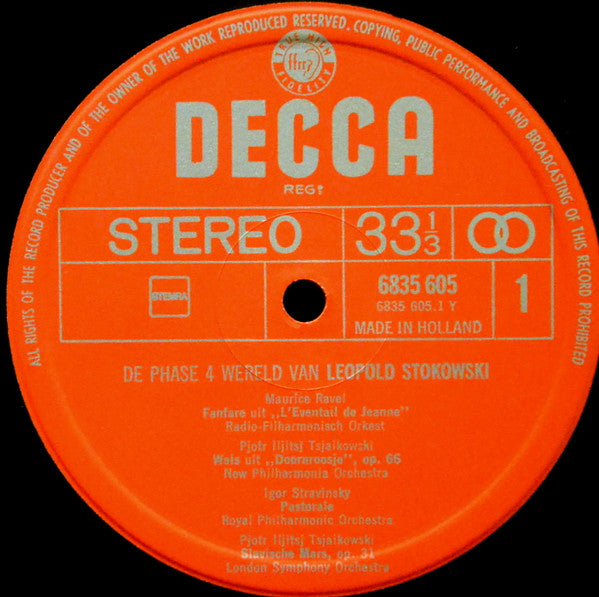 ALL RIGHTS OF THE RECORD PRODUCER AND OF THE OWNER OF THE WORK REPRODUCED RESERVED. COPYING, PUBLIC PERFORMANCE AND BROADCASTING OF THIS RECORD PROHIBITED
TRUE HIGH
ffrr
FIDELITY
DECCA
REG!
STEREO
33⅓
STEMRA
6835 605
6835 605.1 Y
MADE IN HOLLAND
1
DE PHASE 4 WERELD VAN LEOPOLD STOKOWSKI
Maurice Ravel
Fanfare uit ,,L'Eventail de Jeanne"
Radio-Filharmonisch Orkest
Pjotr Iljitsj Tsjaikowski
Wals uit ,,Doornroosje", op. 66
New Philharmonia Orchestra
Igor Stravinsky
Pastorale
Royal Philharmonic Orchestra
Pjotr Iljitsj Tsjaikowski
Slavische Mars, op. 31
London Symphony Orchestra